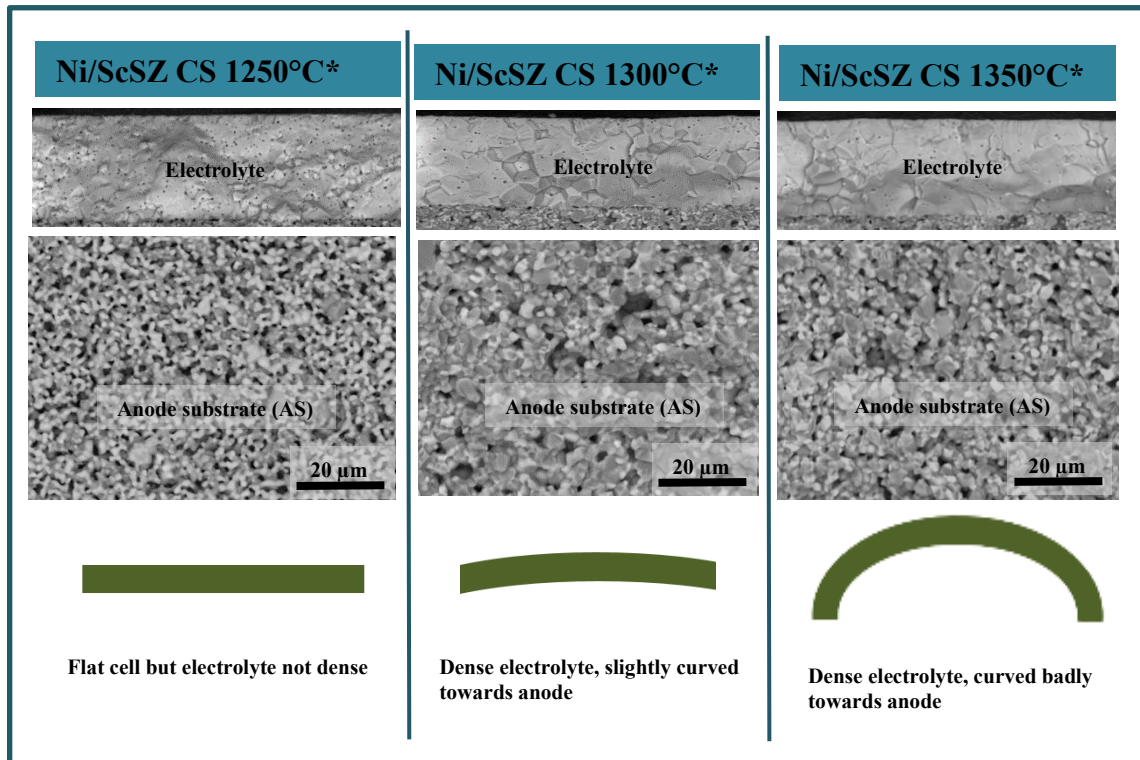 Ni/ScSZ CS 1250°C*
Electrolyte
Anode substrate (AS)
20 µm
Flat cell but electrolyte not dense
Ni/ScSZ CS 1300°C*
Electrolyte
Anode substrate (AS)
20 µm
Dense electrolyte, slightly curved
towards anode
Ni/ScSZ CS 1350°C*
Electrolyte
Anode substrate (AS)
20 µm
Dense electrolyte, curved badly
towards anode